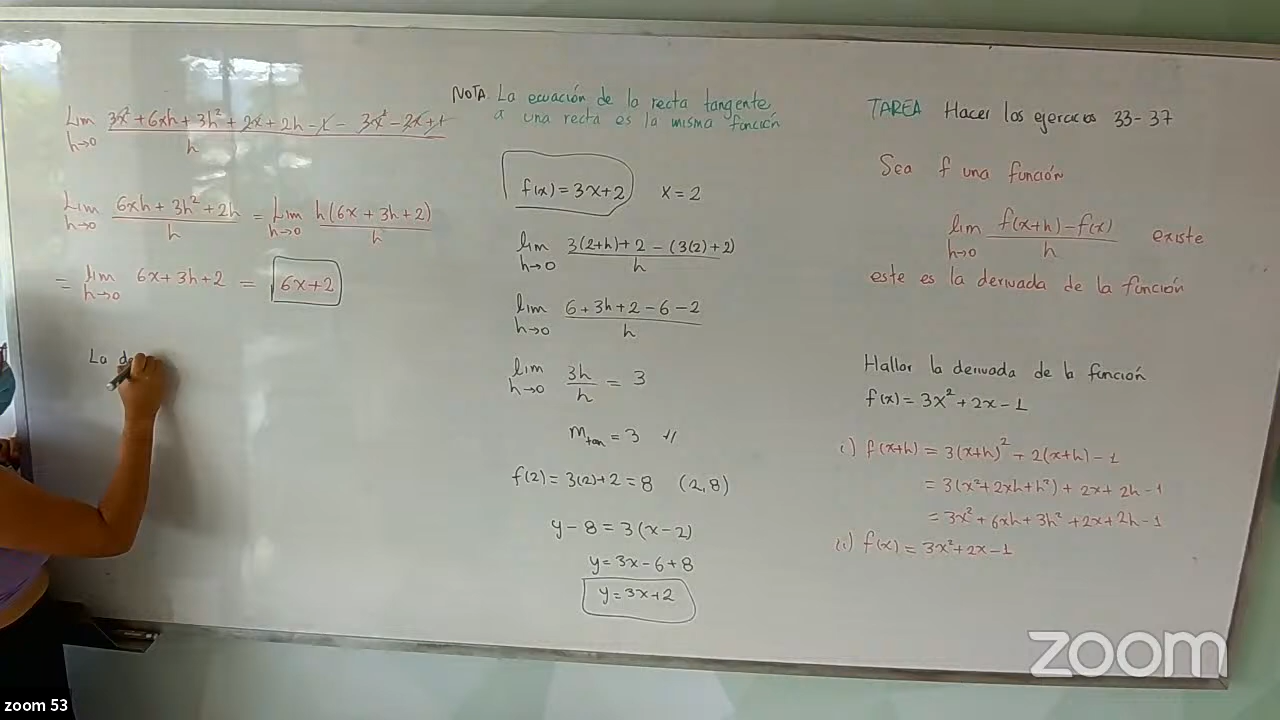 Lim 3x² + 6xh + 3h² + 2x + 2h - 1 - 3x² - 2x + 1
h→0 h
Lim 6xh + 3h² + 2h = Lim h(6x + 3h + 2)
h→0 h h→0 h
= lim 6x + 3h + 2 = 6x + 2
h→0
La de
NOTA La ecuación de la recta tangente
a una recta es la misma función
f(x) = 3x + 2 x = 2
lim 3(2+h) + 2 - (3(2) + 2)
h→0 h
lim 6 + 3h + 2 - 6 - 2
h→0 h
lim 3h = 3
h→0 h
m tan = 3 //
f(2) = 3(2) + 2 = 8 (2,8)
y - 8 = 3(x - 2)
y = 3x - 6 + 8
y = 3x + 2
TAREA Hacer los ejercicios 33 - 37
Sea f una función
lim f(x+h) - f(x) existe
h→0 h
este es la derivada de la función
Hallar la derivada de la función
f(x) = 3x² + 2x - 1
i) f(x+h) = 3(x+h)² + 2(x+h) - 1
= 3(x² + 2xh + h²) + 2x + 2h - 1
= 3x² + 6xh + 3h² + 2x + 2h - 1
ii) f(x) = 3x² + 2x - 1
zoom
zoom 53